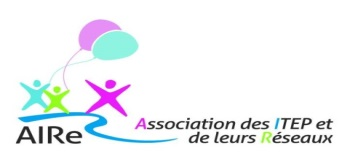 AIRe
Association des ITEP et
de leurs Réseaux